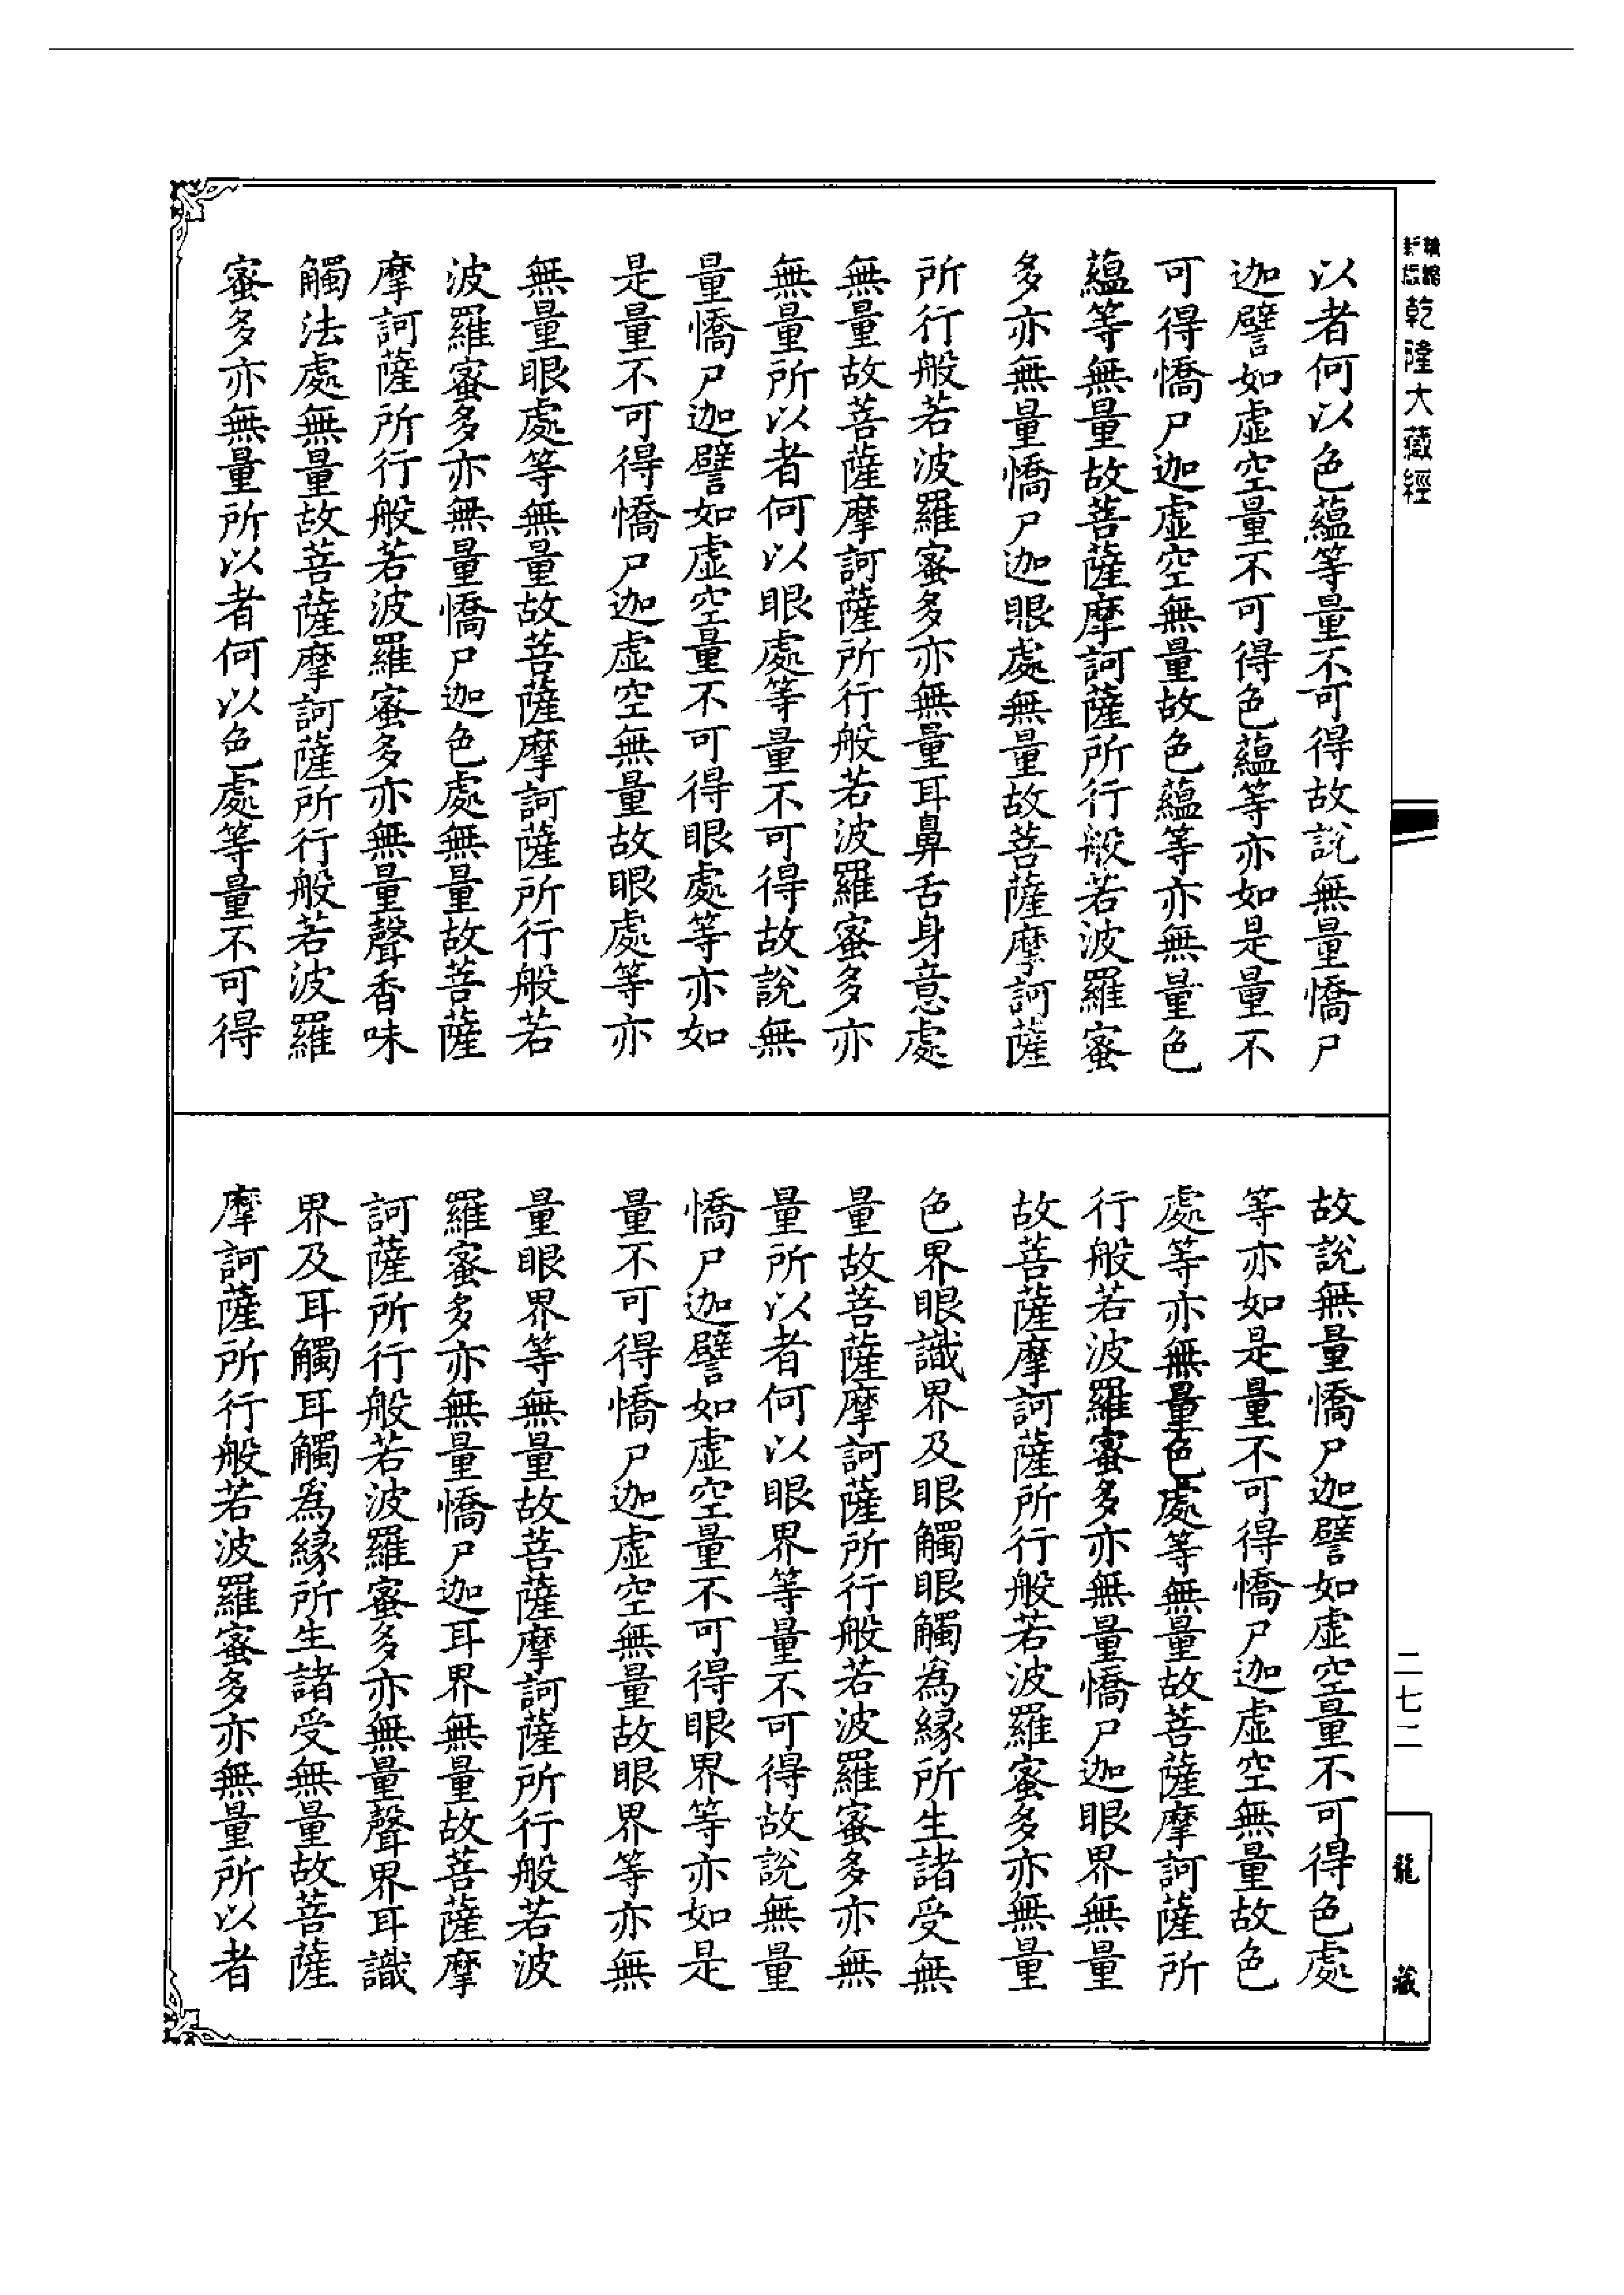 乾隆大藏經
以者何以色蘊等量不可得故說無量憍尸
迦譬如虛空量不可得色蘊等亦如是量不
可得憍尸迦虛空無量故色蘊等亦無量色
蘊等無量故菩薩摩訶薩所行般若波羅蜜
多亦無量憍尸迦眼處無量故菩薩摩訶薩
所行般若波羅蜜多亦無量耳鼻舌身意處
無量故菩薩摩訶薩所行般若波羅蜜多亦
無量所以者何以眼處等量不可得故說無
量憍尸迦譬如虛空量不可得眼處等亦如
是量不可得憍尸迦虛空無量故眼處等亦
無量眼處等無量故菩薩摩訶薩所行般若
波羅蜜多亦無量憍尸迦色處無量故菩薩
摩訶薩所行般若波羅蜜多亦無量聲香味
觸法處無量故菩薩摩訶薩所行般若波羅
蜜多亦無量所以者何以色處等量不可得
故說無量憍尸迦譬如虛空量不可得色處
等亦如是量不可得憍尸迦虛空無量故色
處等亦無量色處等無量故菩薩摩訶薩所
行般若波羅蜜多亦無量憍尸迦眼界無量
故菩薩摩訶薩所行般若波羅蜜多亦無量
色界眼識界及眼觸眼觸為緣所生諸受無
量故菩薩摩訶薩所行般若波羅蜜多亦無
量所以者何以眼界等量不可得故說無量
憍尸迦譬如虛空量不可得眼界等亦如是
量不可得憍尸迦虛空無量故眼界等亦無
量眼界等無量故菩薩摩訶薩所行般若波
羅蜜多亦無量憍尸迦耳界無量故菩薩摩
訶薩所行般若波羅蜜多亦無量聲界耳識
界及耳觸耳觸為緣所生諸受無量故菩薩
摩訶薩所行般若波羅蜜多亦無量所以者
二七二
龍藏